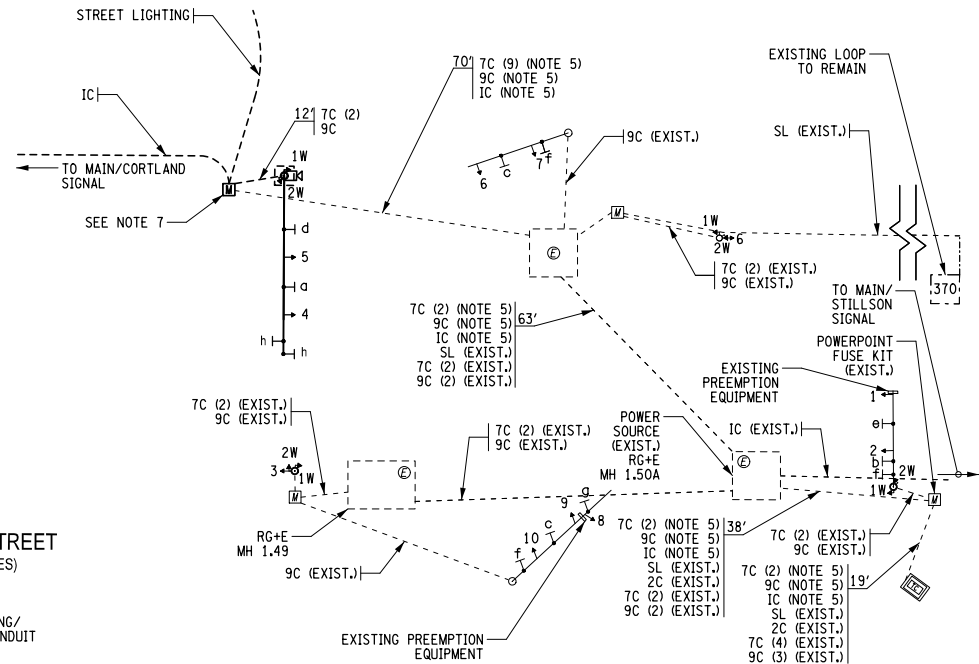 STREET LIGHTING
70' 7C (9) (NOTE 5)
9C (NOTE 5)
IC (NOTE 5)
EXISTING LOOP
TO REMAIN
IC
12' 7C (2)
9C
9C (EXIST.)
SL (EXIST.)
TO MAIN/CORTLAND
SIGNAL
1W
2W
M
SEE NOTE 7
6
c
7
f
M
1W
2W
6
E
7C (2) (EXIST.)
9C (EXIST.)
370
d
5
a
4
h
h
TO MAIN/
STILLSON
SIGNAL
POWERPOINT
FUSE KIT
(EXIST.)
7C (2) (NOTE 5)
9C (NOTE 5)
IC (NOTE 5)
SL (EXIST.)
7C (2) (EXIST.)
9C (2) (EXIST.)
63'
EXISTING
PREEMPTION
EQUIPMENT
1
e
2
b
f
2W
1W
M
7C (2) (EXIST.)
9C (EXIST.)
7C (2) (EXIST.)
9C (EXIST.)
POWER
SOURCE
(EXIST.)
RG+E
MH 1.50A
IC (EXIST.)
E
2W
3
1W
M
E
RG+E
MH 1.49
9C (EXIST.)
g
9
8
10
c
f
7C (2) (NOTE 5)
9C (NOTE 5)
IC (NOTE 5)
SL (EXIST.)
2C (EXIST.)
7C (2) (EXIST.)
9C (2) (EXIST.)
38'
7C (2) (EXIST.)
9C (EXIST.)
7C (2) (NOTE 5)
9C (NOTE 5)
IC (NOTE 5)
SL (EXIST.)
2C (EXIST.)
7C (4) (EXIST.)
9C (3) (EXIST.)
19'
TC
EXISTING PREEMPTION
EQUIPMENT
TREET
ES)
NG/
NDUIT